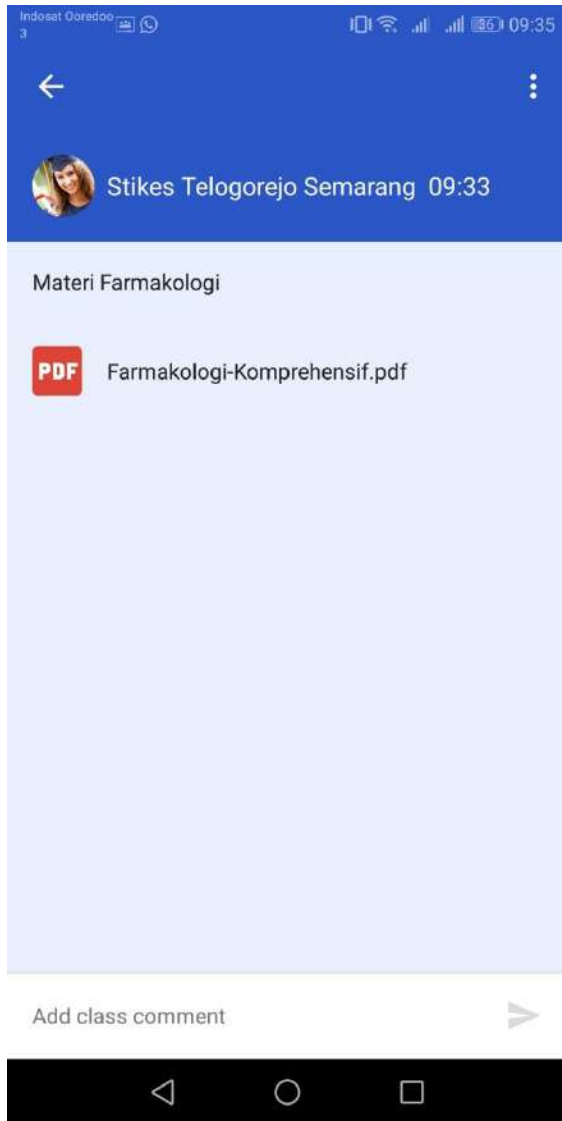 Indosat Ooredoo
3
36 09:35
Stikes Telogorejo Semarang 09:33
Materi Farmakologi
PDF Farmakologi-Komprehensif.pdf
Add class comment